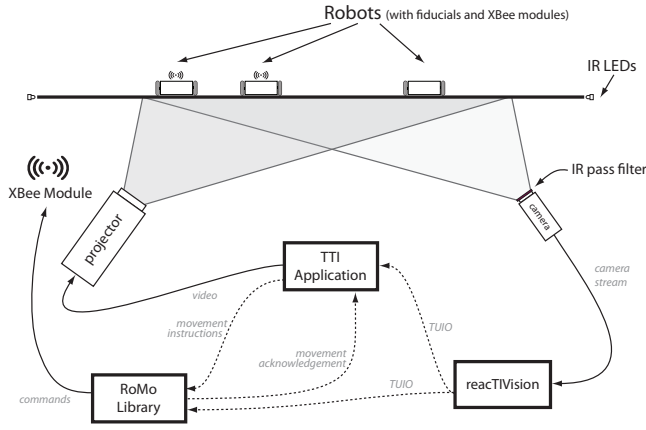 Robots (with fiducials and XBee modules)
IR LEDs
XBee Module
IR pass filter
projector
camera
TTI
Application
camera
stream
video
movement
instructions
TUIO
movement
acknowledgement
RoMo
Library
TUIO
reacTIVision
commands